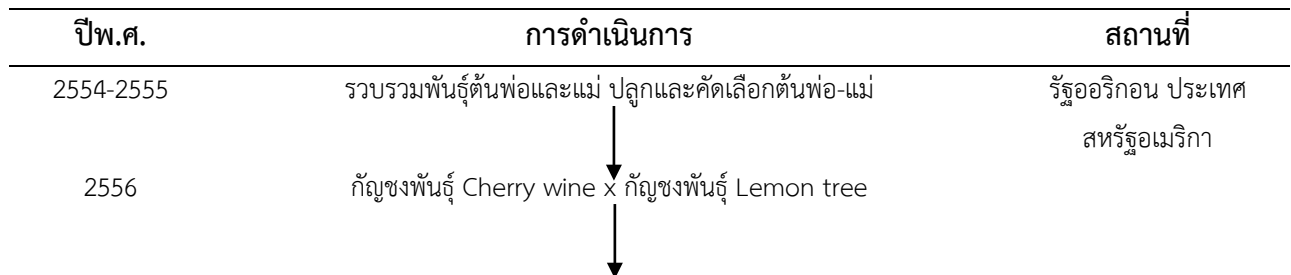 ปีพ.ศ. การดำเนินการ สถานที่
2554-2555 รวบรวมพันธุ์ต้นพ่อและแม่ ปลูกและคัดเลือกต้นพ่อ-แม่ รัฐออริกอน ประเทศ
สหรัฐอเมริกา
2556 กัญชงพันธุ์ Cherry wine x กัญชงพันธุ์ Lemon tree